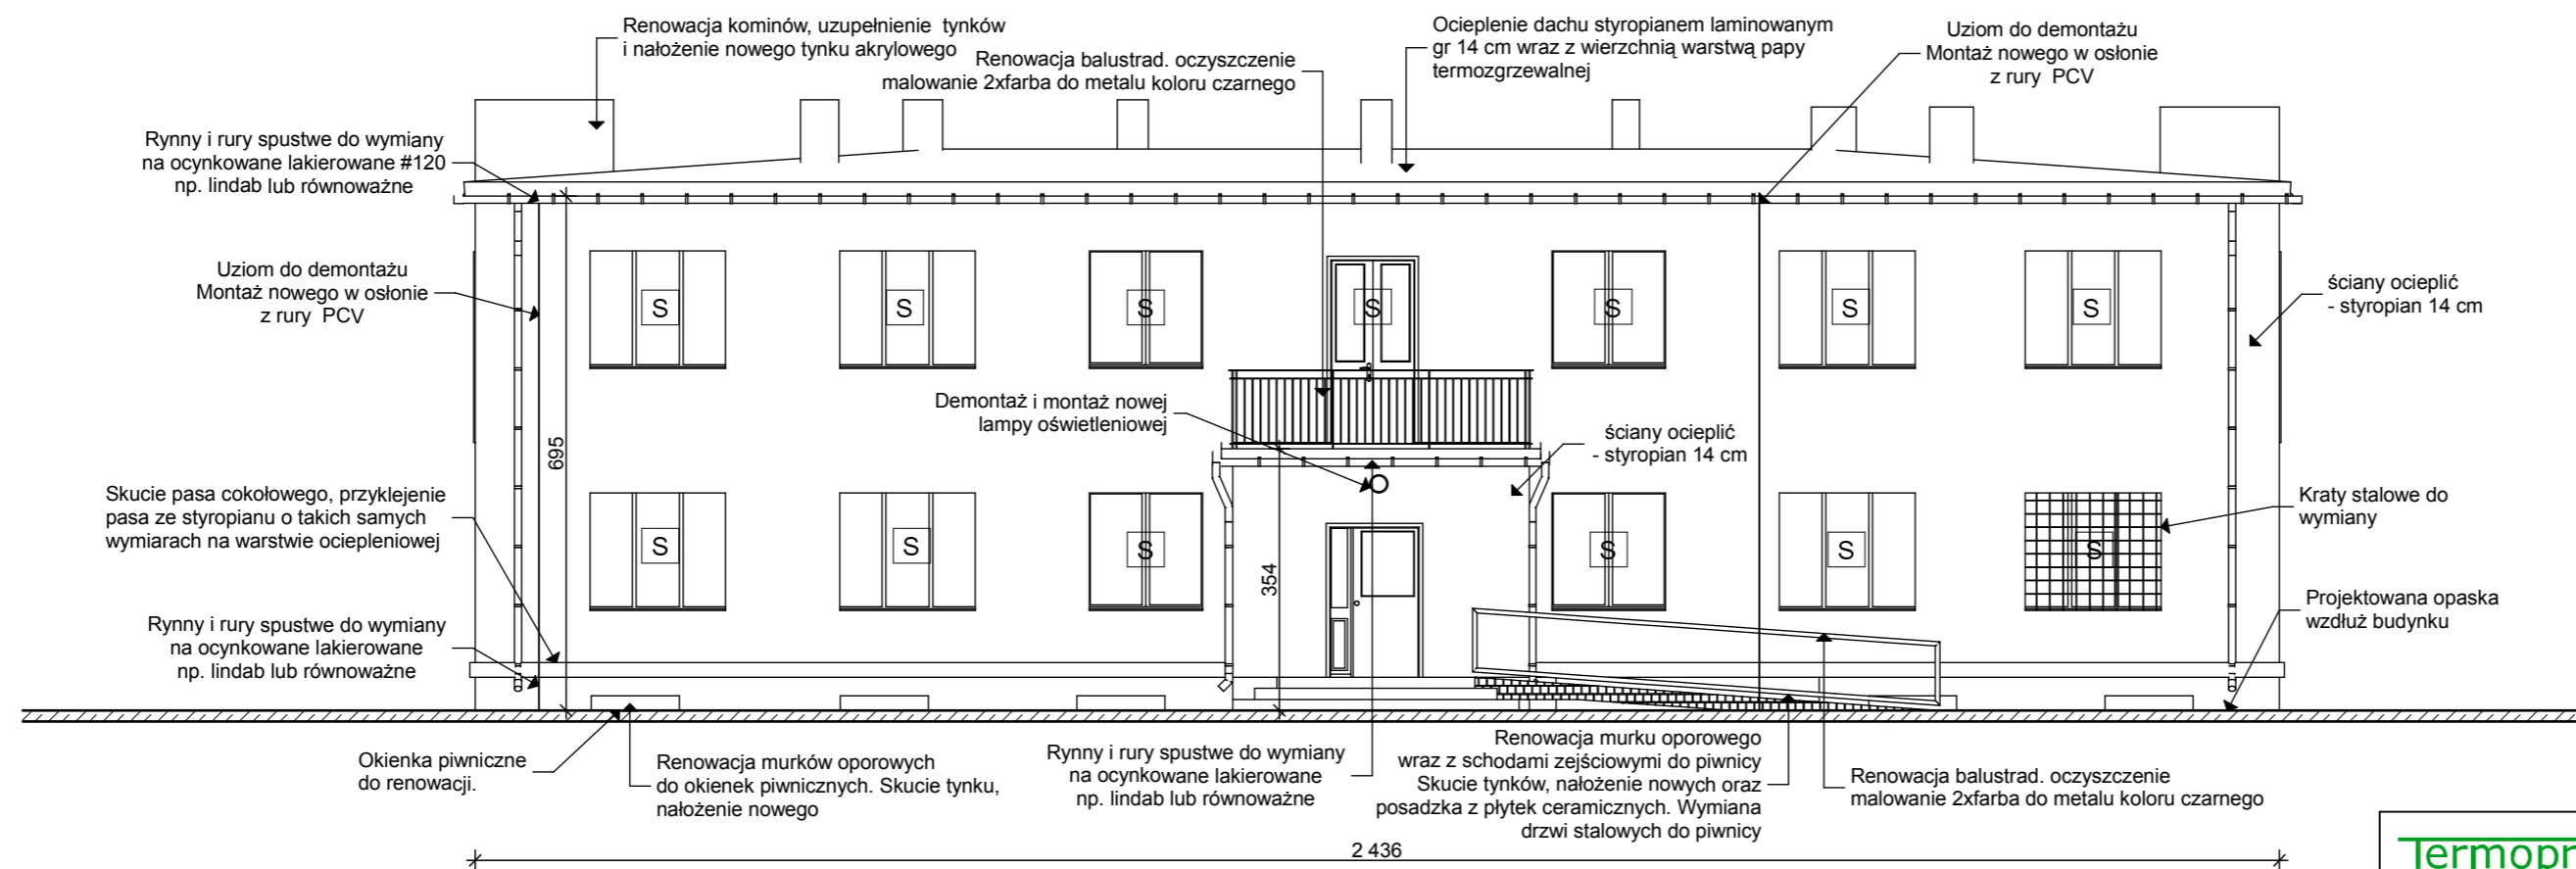 Renowacja kominów, uzupełnienie tynków
i nałożenie nowego tynku akrylowego
Renowacja balustrad. oczyszczenie
malowanie 2xfarba do metalu koloru czarnego
Ocieplenie dachu styropianem laminowanym
gr 14 cm wraz z wierzchnią warstwą papy
termozgrzewalnej
Uziom do demontażu
Montaż nowego w osłonie
z rury PCV
Rynny i rury spustwe do wymiany
na ocynkowane lakierowane #120
np. lindab lub równoważne
Uziom do demontażu
Montaż nowego w osłonie
z rury PCV
S
S
S
S
S
S
S
ściany ocieplić
- styropian 14 cm
Demontaż i montaż nowej
lampy oświetleniowej
ściany ocieplić
- styropian 14 cm
695
Skucie pasa cokołowego, przyklejenie
pasa ze styropianu o takich samych
wymiarach na warstwie ociepleniowej
S
S
S
S
S
S
Kraty stalowe do
wymiany
354
Rynny i rury spustwe do wymiany
na ocynkowane lakierowane
np. lindab lub równoważne
Projektowana opaska
wzdłuż budynku
Okienka piwniczne
do renowacji.
Renowacja murków oporowych
do okienek piwnicznych. Skucie tynku,
nałożenie nowego
Rynny i rury spustwe do wymiany
na ocynkowane lakierowane
np. lindab lub równoważne
Renowacja murku oporowego
wraz z schodami zejściowymi do piwnicy
Skucie tynków, nałożenie nowych oraz
posadzka z płytek ceramicznych. Wymiana
drzwi stalowych do piwnicy
Renowacja balustrad. oczyszczenie
malowanie 2xfarba do metalu koloru czarnego
2 436
Termopr